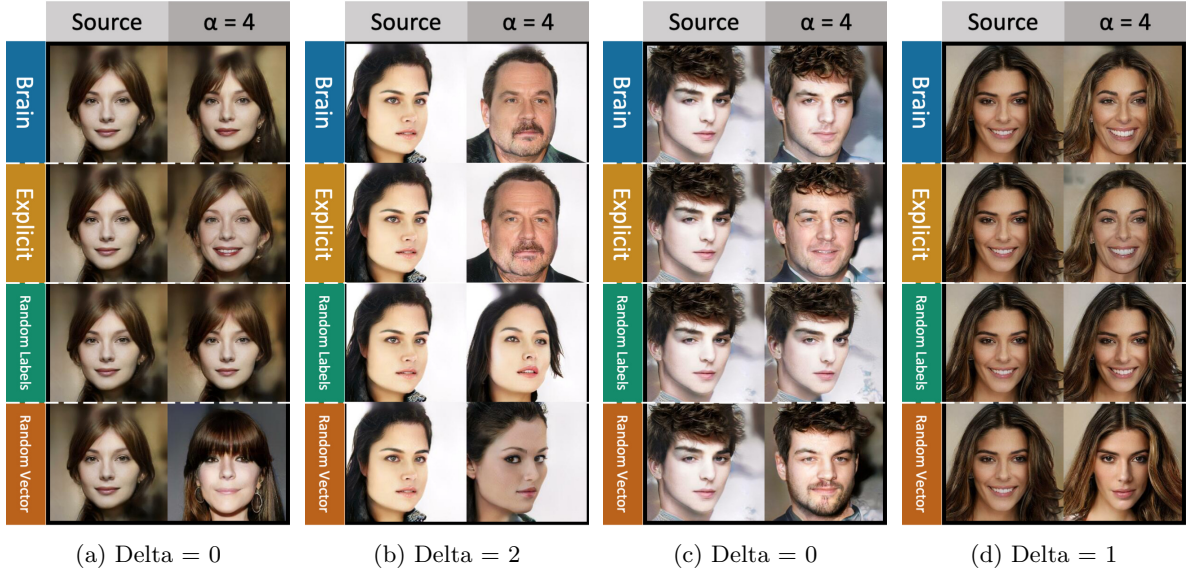 Source α = 4
Brain
Explicit
Random Labels
Random Vector
(a) Delta = 0
Source α = 4
Brain
Explicit
Random Labels
Random Vector
(b) Delta = 2
Source α = 4
Brain
Explicit
Random Labels
Random Vector
(c) Delta = 0
Source α = 4
Brain
Explicit
Random Labels
Random Vector
(d) Delta = 1